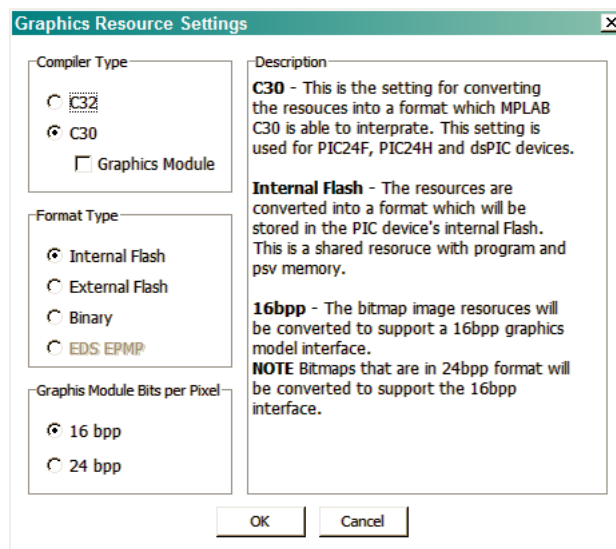 Graphics Resource Settings
Compiler Type
C32
C30
Graphics Module
Format Type
Internal Flash
External Flash
Binary
EDS EPMP
Graphis Module Bits per Pixel
16 bpp
24 bpp
Description
C30 - This is the setting for converting
the resouces into a format which MPLAB
C30 is able to interprate. This setting is
used for PIC24F, PIC24H and dsPIC devices.
Internal Flash - The resources are
converted into a format which will be
stored in the PIC device's internal Flash.
This is a shared resoruce with program and
psv memory.
16bpp - The bitmap image resoruces will
be converted to support a 16bpp graphics
model interface.
NOTE Bitmaps that are in 24bpp format will
be converted to support the 16bpp
interface.
OK
Cancel